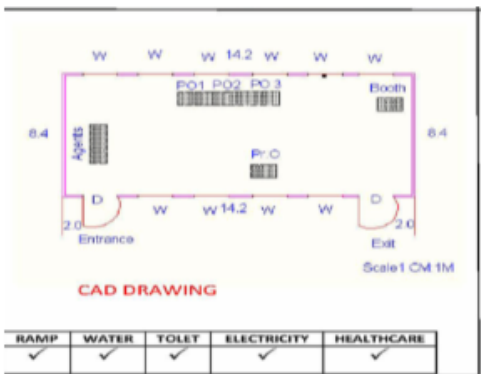 W W W 14.2 W W W
PO1 PO2 PO3 Booth
8.4 Agents 8.4
Pr.O
D D
2.0 W W 14.2 W W 2.0
Entrance Exit
Scale1 CM 1M
CAD DRAWING
RAMP WATER TOLET ELECTRICITY HEALTHCARE
✓ ✓ ✓ ✓ ✓